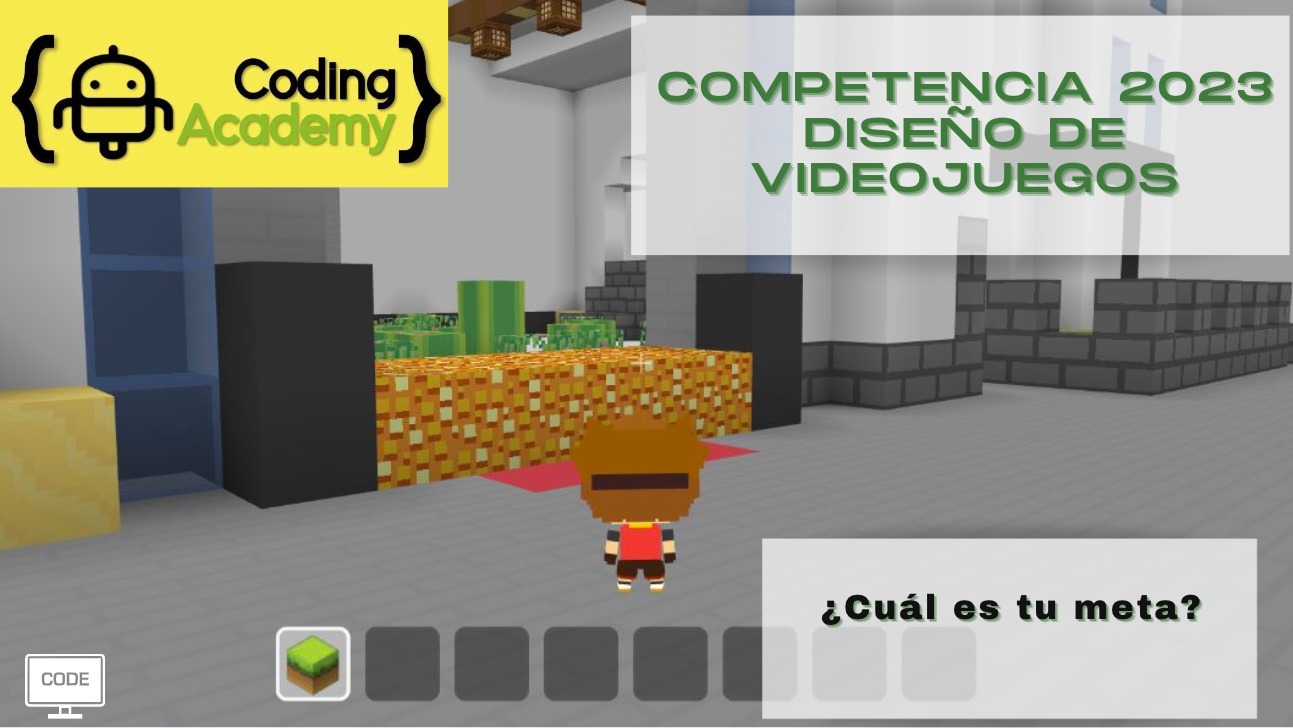 Coding
Academy
COMPETENCIA 2023
DISEÑO DE
VIDEOJUEGOS
¿Cuál es tu meta?
CODE